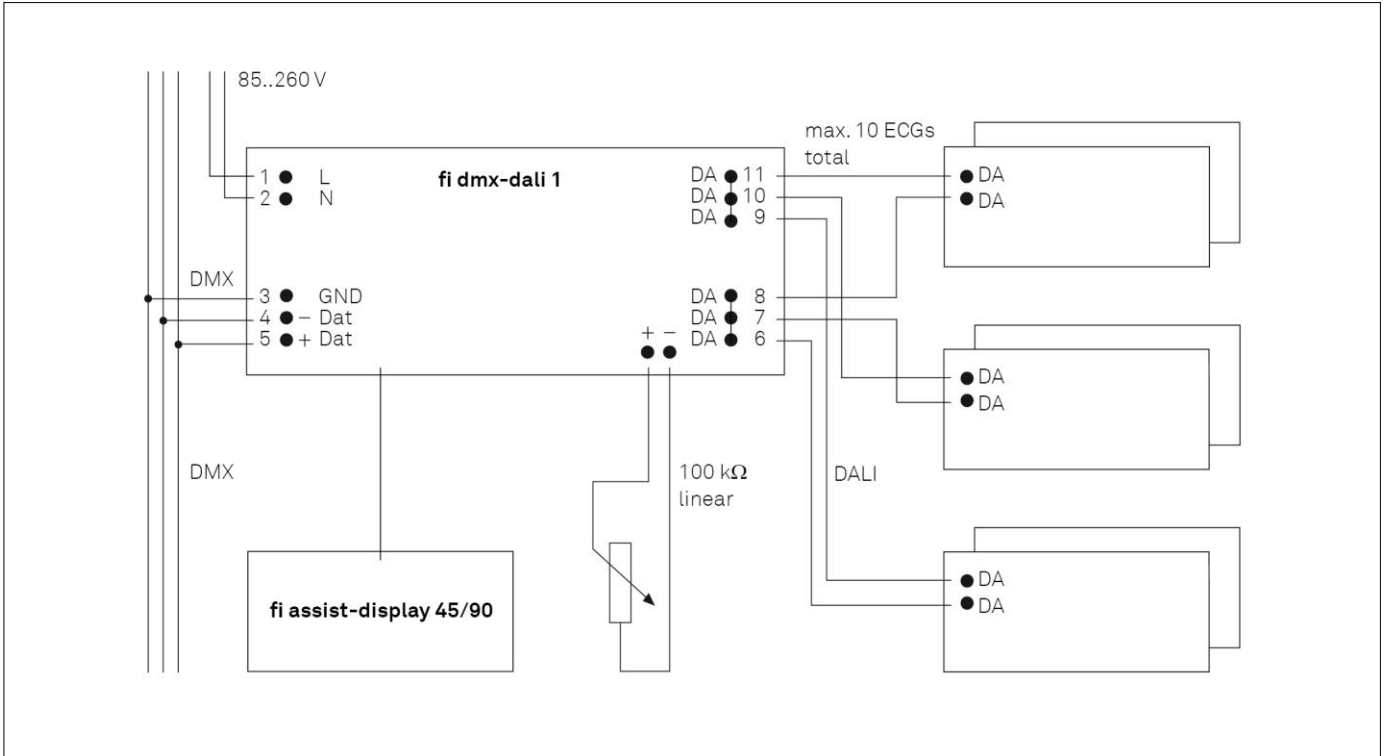 85..260 V
fi dmx-dali 1
1 L
2 N
DMX
3 GND
4 – Dat
5 + Dat
+ –
DA 11
DA 10
DA 9
DA 8
DA 7
DA 6
max. 10 ECGs
total
DA
DA
DA
DA
DA
DA
DMX
100 kΩ
linear
DALI
fi assist-display 45/90